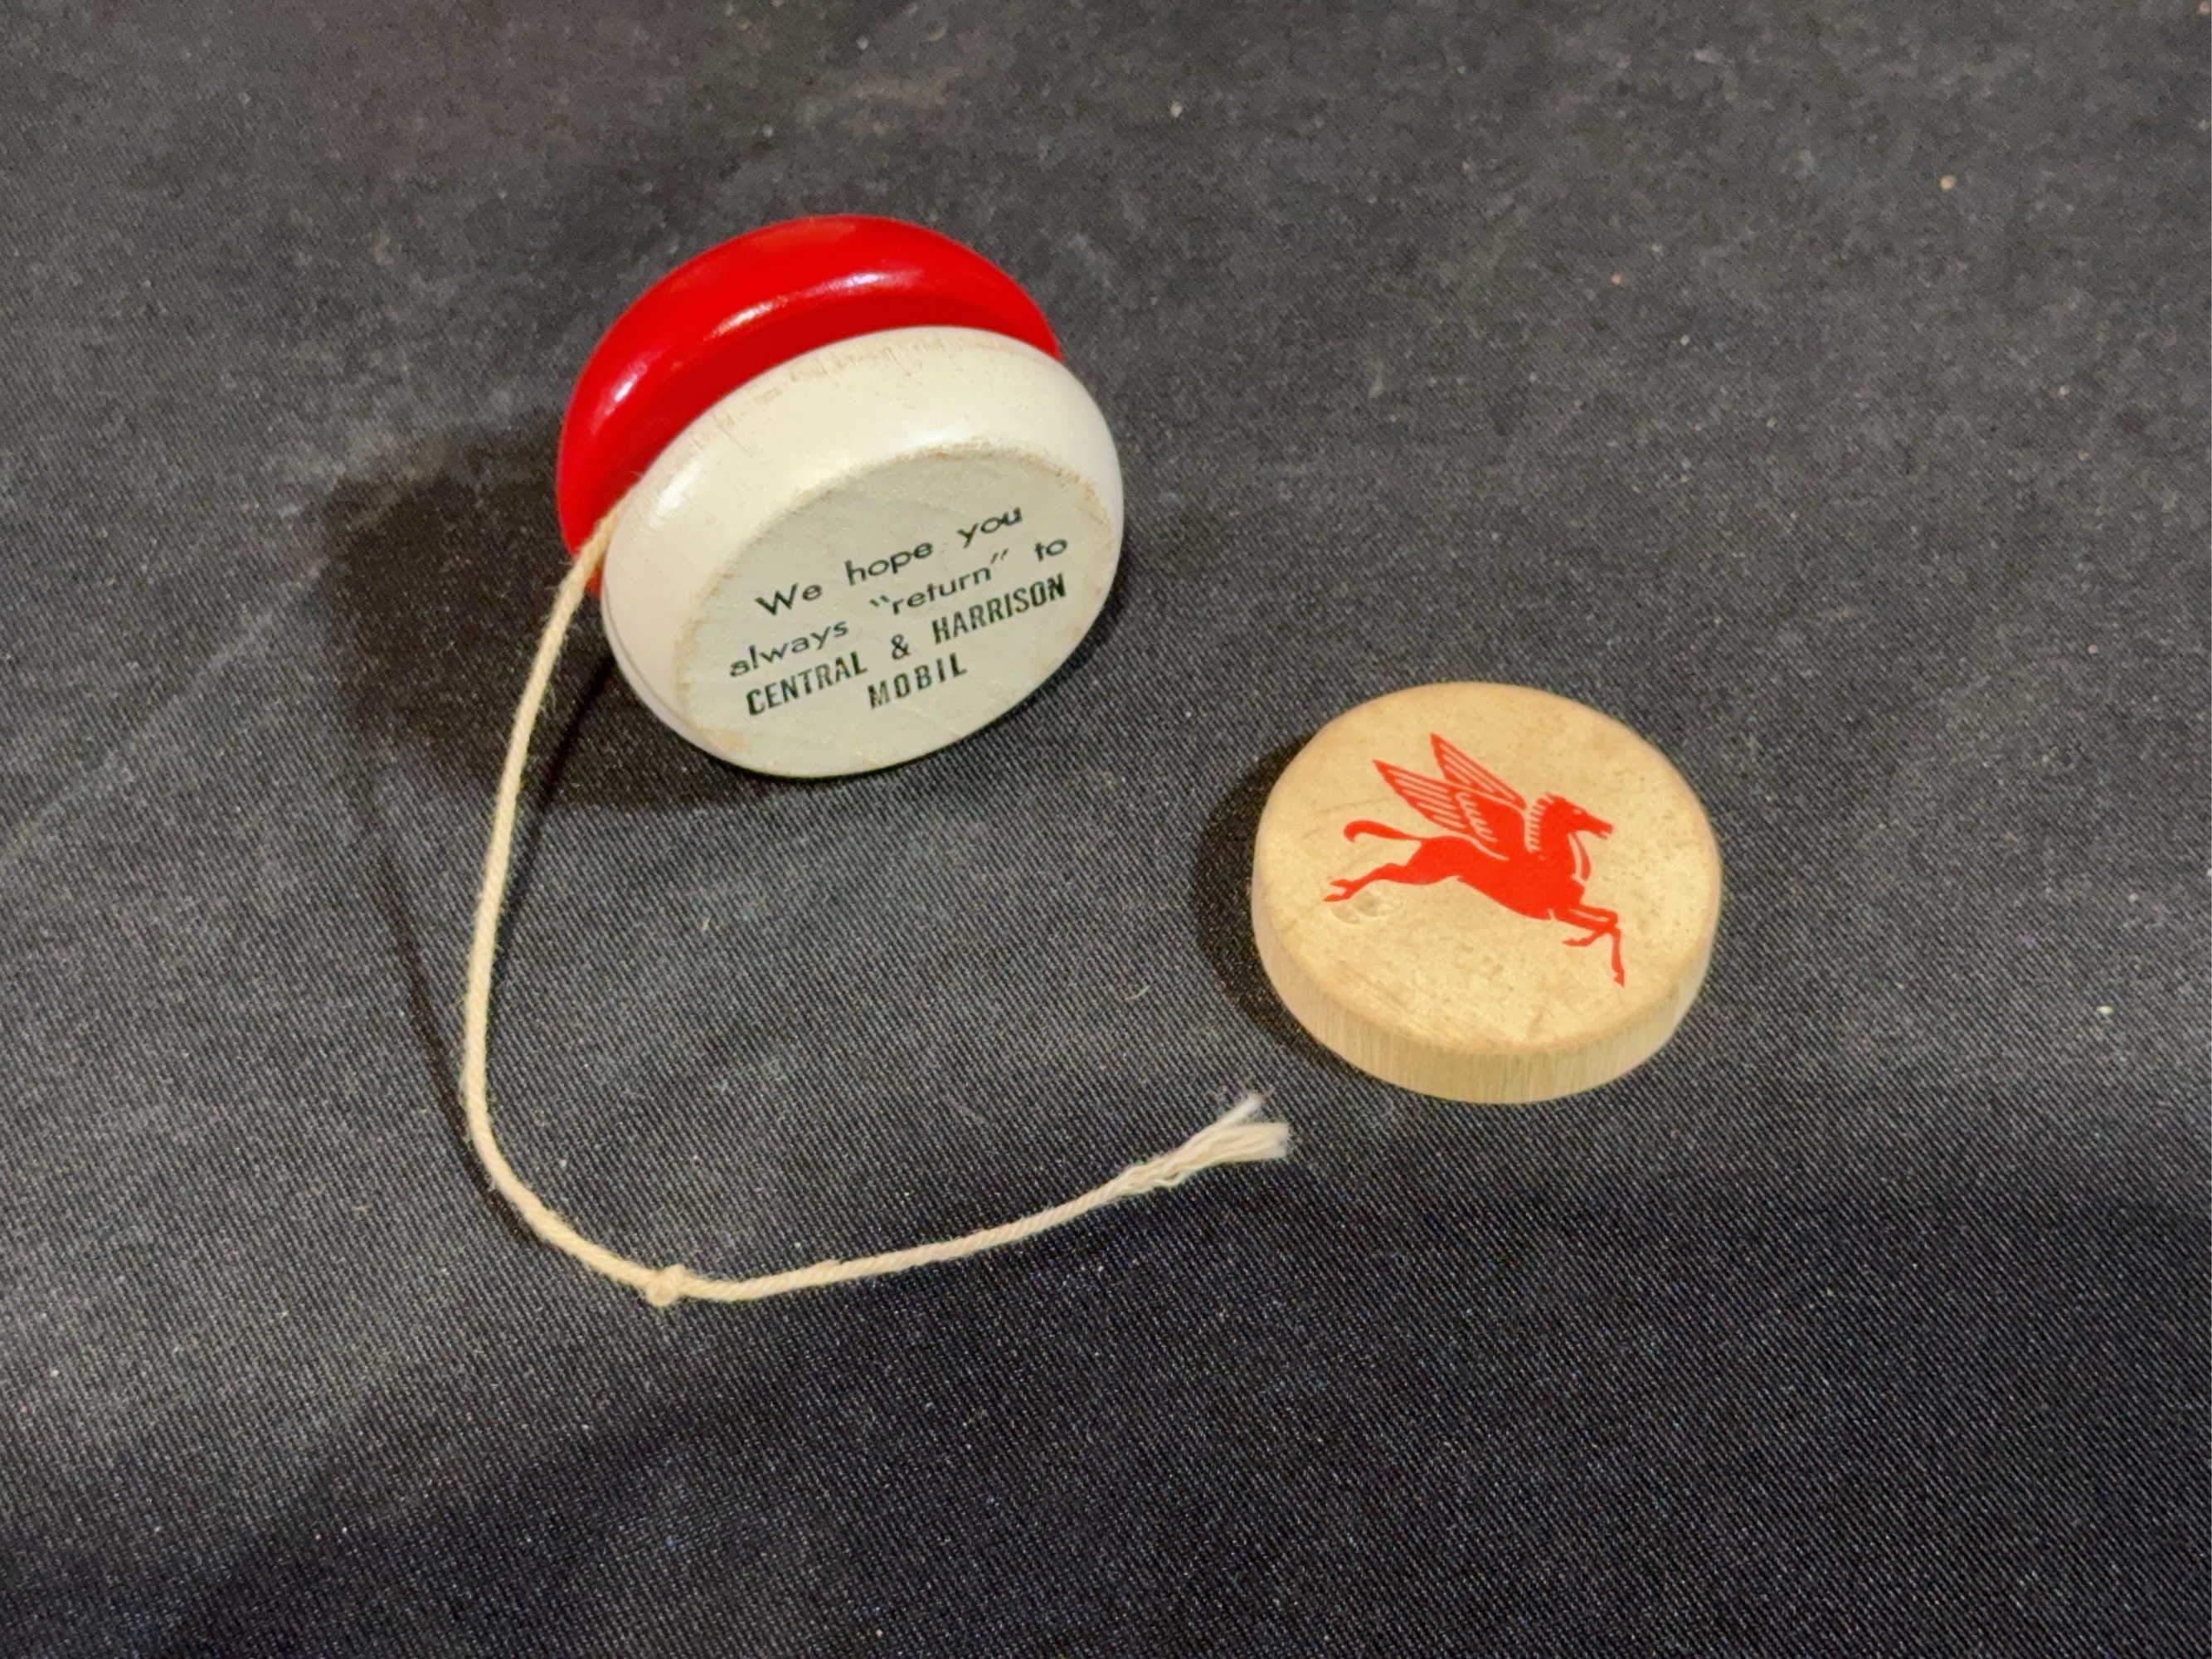 We hope you
always "return" to
CENTRAL & HARRISON
MOBIL